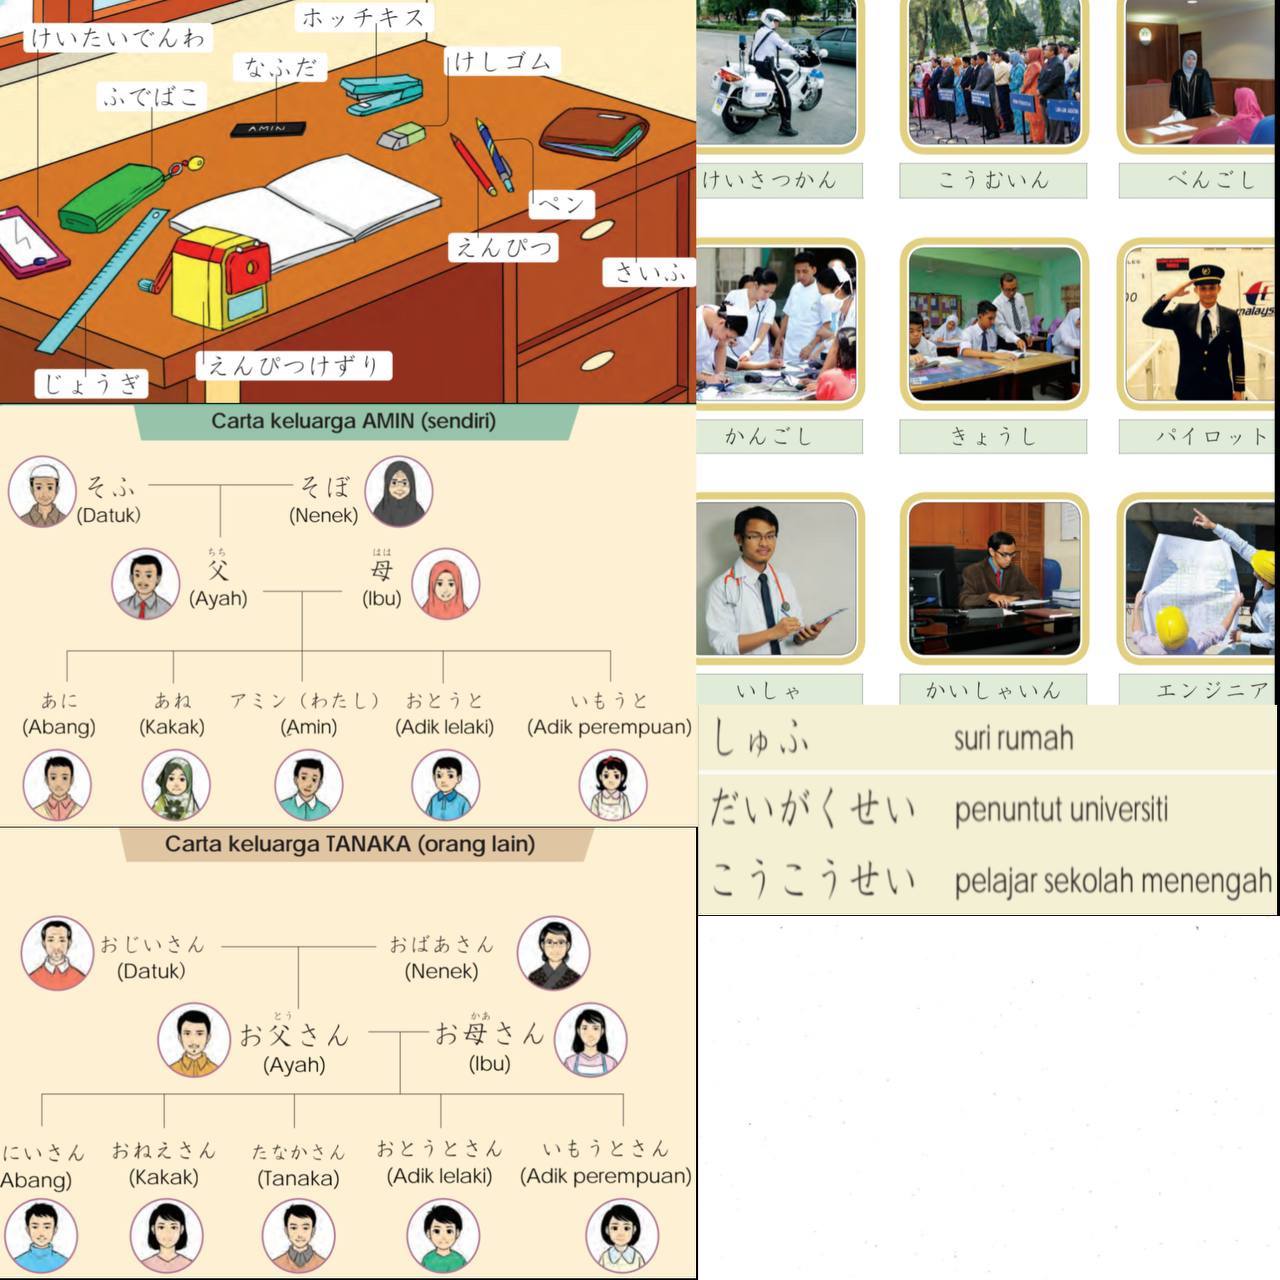 ホッチキス
けいたいでんわ
なふだ
けしゴム
ふでばこ
AMIN
ペン
えんぴつ
さいふ
えんぴつけずり
じょうぎ
Carta keluarga AMIN (sendiri)
そふ
そぼ
(Datuk)
(Nenek)
ちち
はは
父
母
(Ayah)
(Ibu)
あに
あね
アミン（わたし）
おとうと
いもうと
(Abang)
(Kakak)
(Amin)
(Adik lelaki)
(Adik perempuan)
Carta keluarga TANAKA (orang lain)
おじいさん
おばあさん
(Datuk)
(Nenek)
とう
かあ
お父さん
お母さん
(Ayah)
(Ibu)
にいさん
おねえさん
たなかさん
おとうとさん
いもうとさん
Abang)
(Kakak)
(Tanaka)
(Adik lelaki)
(Adik perempuan)
けいさつかん
こうむいん
べんごし
malays
かんごし
きょうし
パイロット
いしゃ
かいしゃいん
エンジニア
しゅふ suri rumah
だいがくせい penuntut universiti
こうこうせい pelajar sekolah menengah